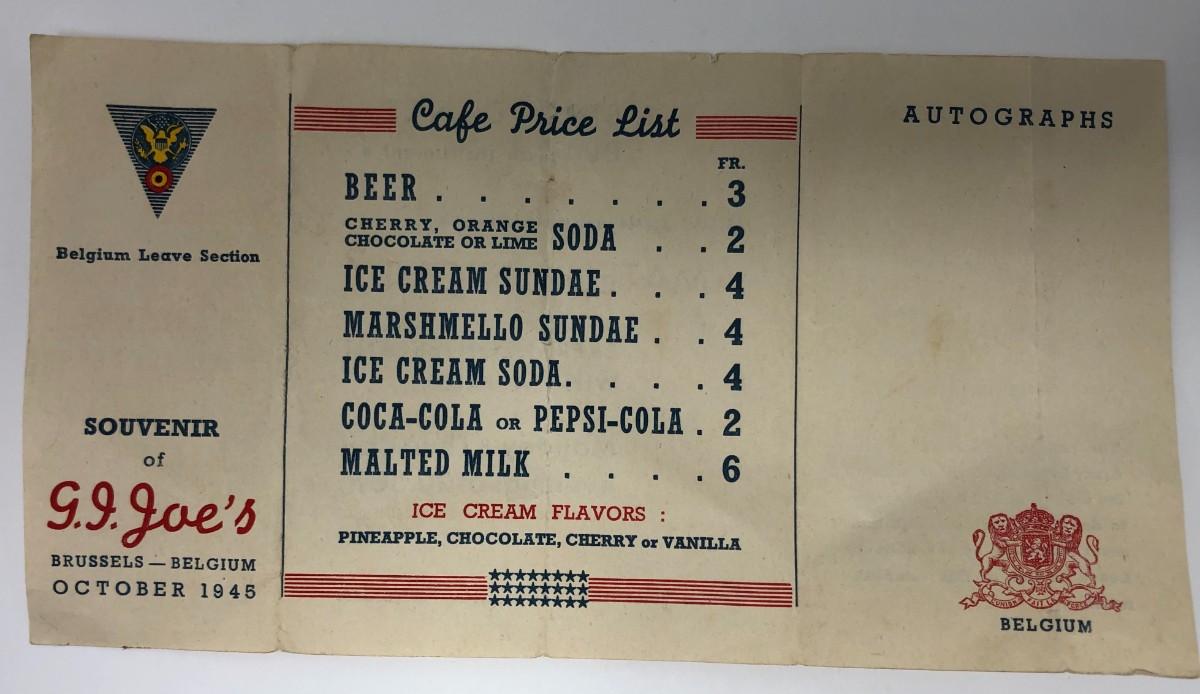 Belgium Leave Section
SOUVENIR
of
G.I. Joe's
BRUSSELS — BELGIUM
OCTOBER 1945
Cafe Price List
FR.
BEER . . . . . . . 3
CHERRY, ORANGE
CHOCOLATE OR LIME SODA . . 2
ICE CREAM SUNDAE . . . 4
MARSHMELLO SUNDAE . . 4
ICE CREAM SODA. . . . 4
COCA-COLA OR PEPSI-COLA . 2
MALTED MILK . . . . 6
ICE CREAM FLAVORS :
PINEAPPLE, CHOCOLATE, CHERRY or VANILLA
AUTOGRAPHS
BELGIUM